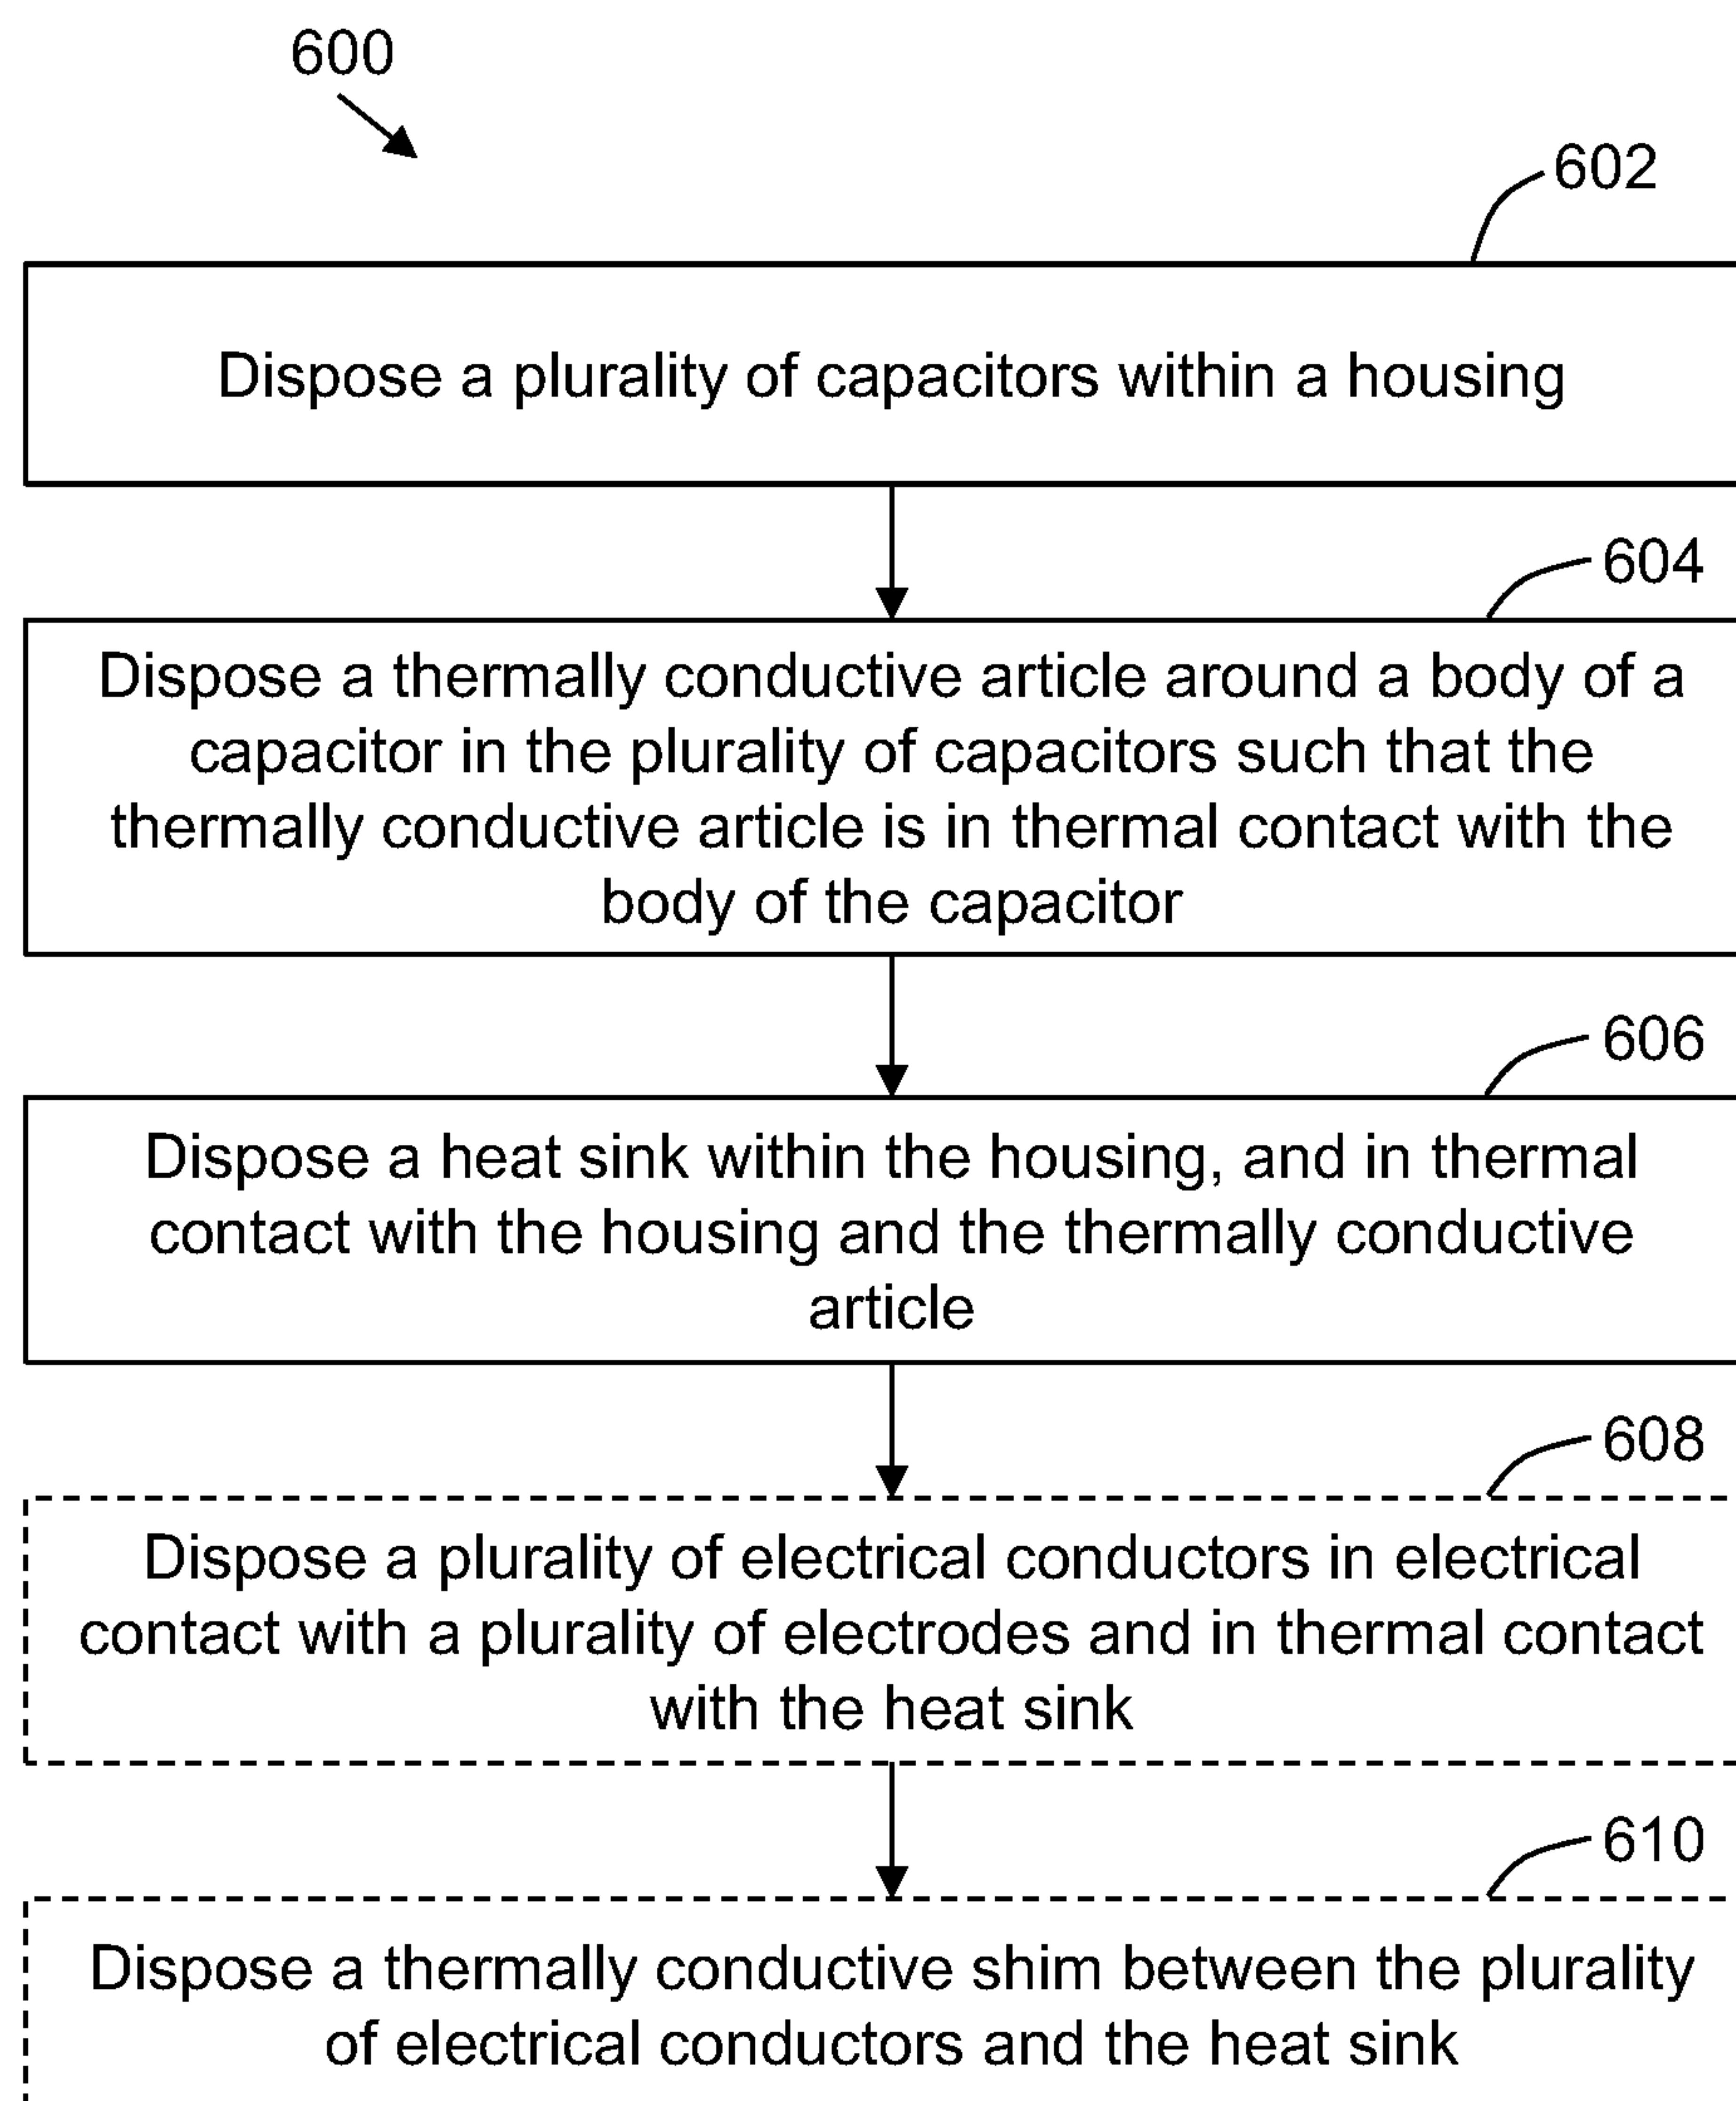 600
602
Dispose a plurality of capacitors within a housing
604
Dispose a thermally conductive article around a body of a
capacitor in the plurality of capacitors such that the
thermally conductive article is in thermal contact with the
body of the capacitor
606
Dispose a heat sink within the housing, and in thermal
contact with the housing and the thermally conductive
article
608
Dispose a plurality of electrical conductors in electrical
contact with a plurality of electrodes and in thermal contact
with the heat sink
610
Dispose a thermally conductive shim between the plurality
of electrical conductors and the heat sink